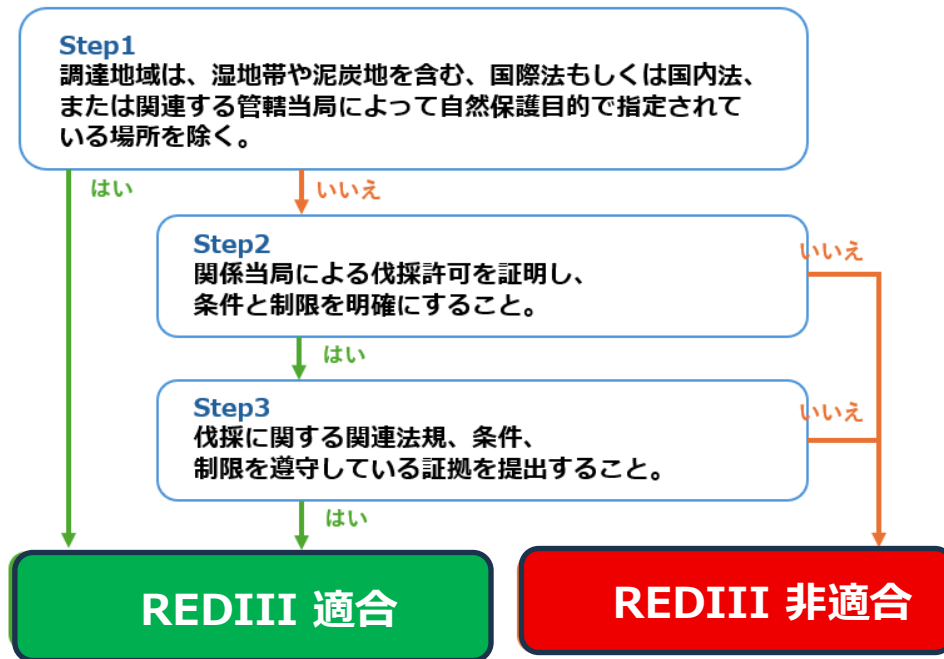 Step1
調達地域は、湿地帯や泥炭地を含む、国際法もしくは国内法、
または関連する管轄当局によって自然保護目的で指定されて
いる場所を除く。
はい
いいえ
Step2
関係当局による伐採許可を証明し、
条件と制限を明確にすること。
いいえ
はい
Step3
伐採に関する関連法規、条件、
制限を遵守している証拠を提出すること。
いいえ
はい
REDIII 適合
REDIII 非適合